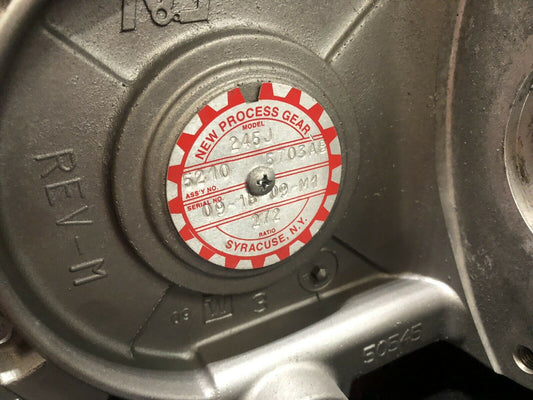 NEW PROCESS GEAR
MODEL
245J
5210 5703A
ASS'Y NO.
SERIAL NO.
09-18 09-M1
272
RATIO
SYRACUSE, N.Y.
REV-M
3
50545